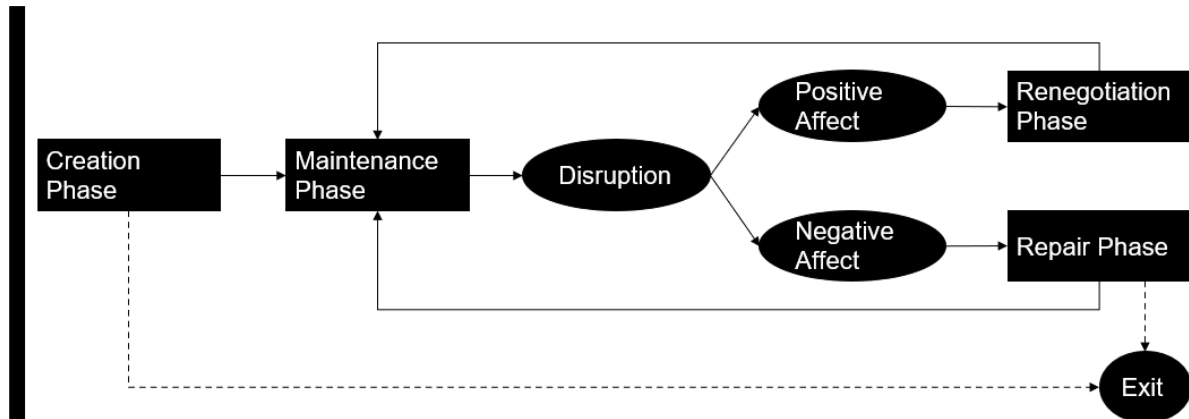 Positive
Affect
Renegotiation
Phase
Creation
Phase
Maintenance
Phase
Disruption
Negative
Affect
Repair Phase
Exit